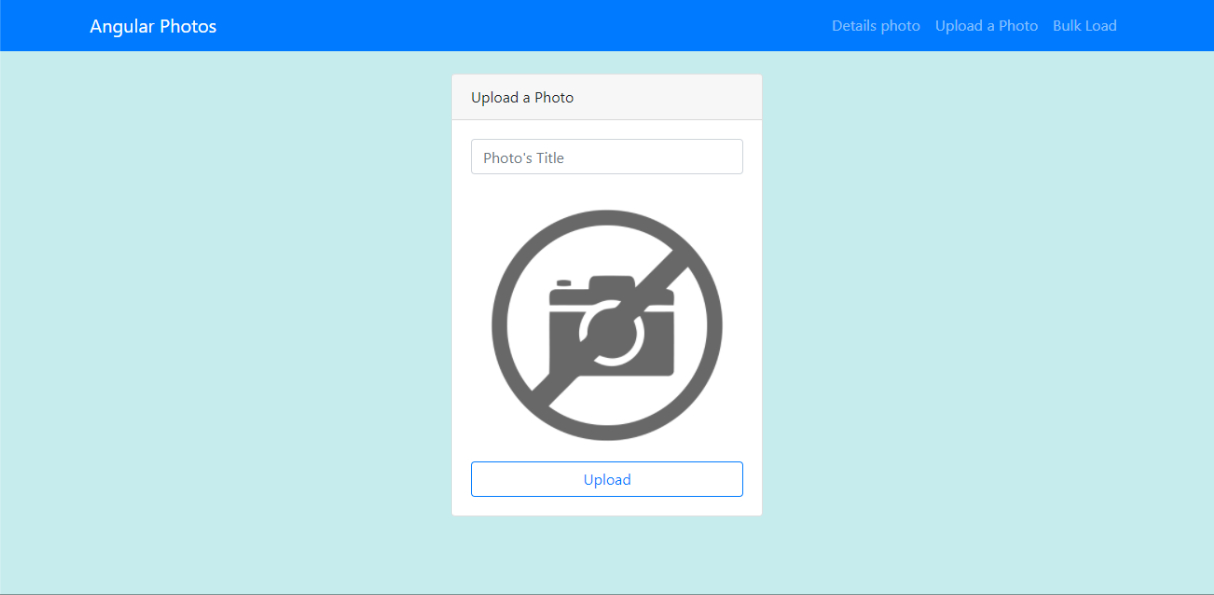 Angular Photos
Details photo
Upload a Photo
Bulk Load
Upload a Photo
Photo's Title
Upload